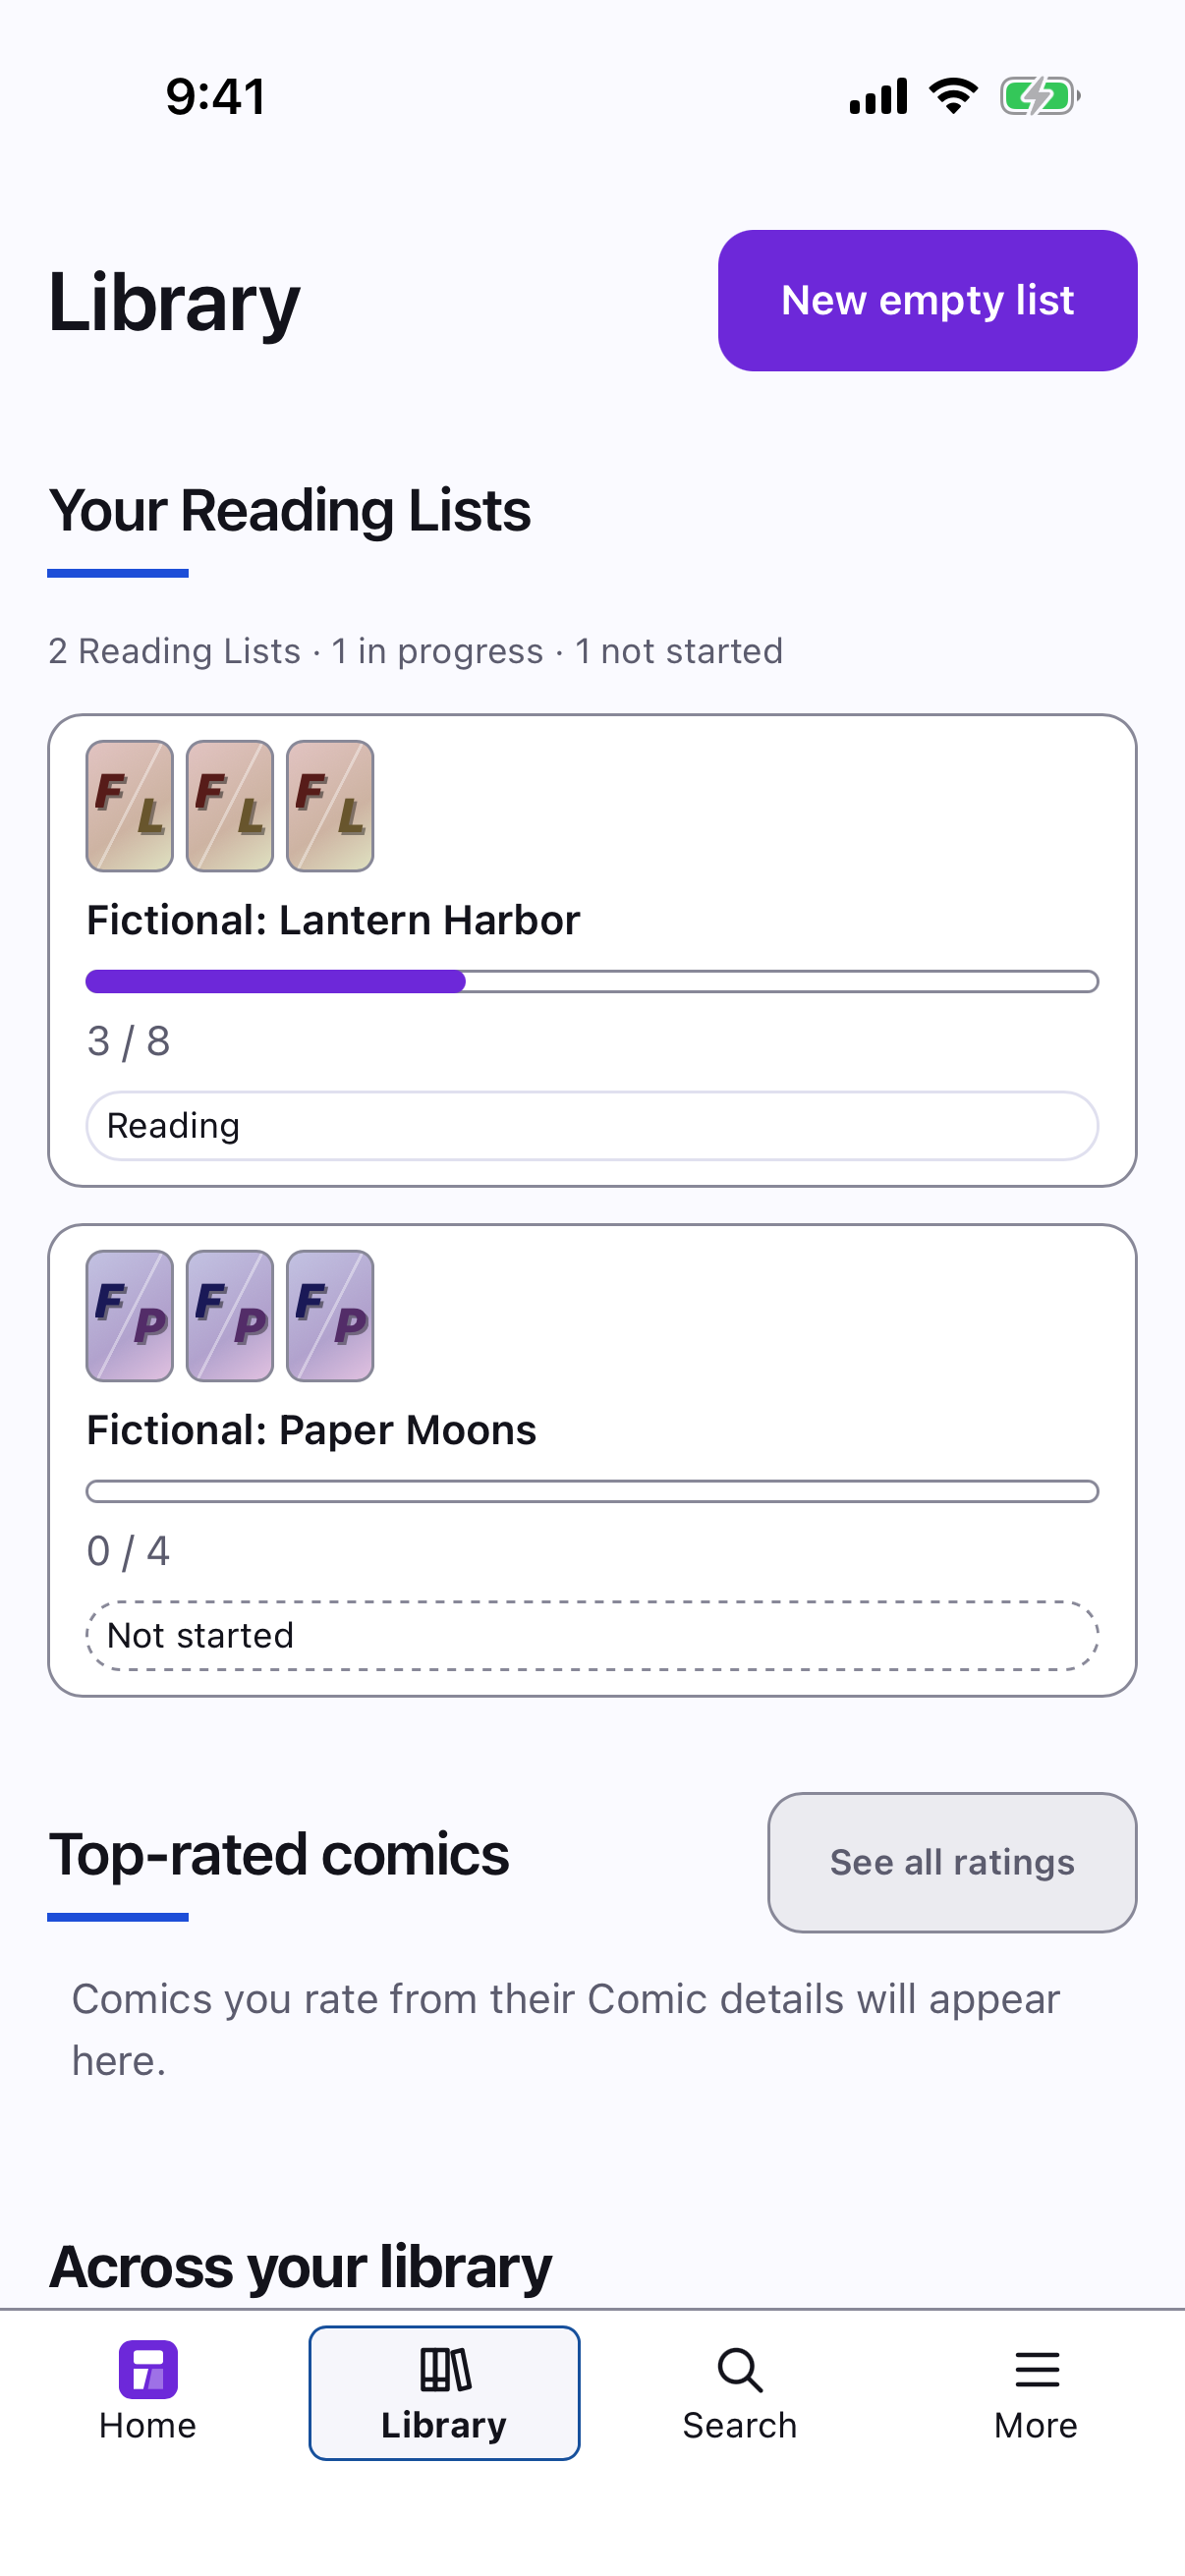 9:41
Library
New empty list
Your Reading Lists
2 Reading Lists · 1 in progress · 1 not started
F L F L F L
Fictional: Lantern Harbor
3 / 8
Reading
F P F P F P
Fictional: Paper Moons
0 / 4
Not started
Top-rated comics
See all ratings
Comics you rate from their Comic details will appear
here.
Across your library
Home Library Search More